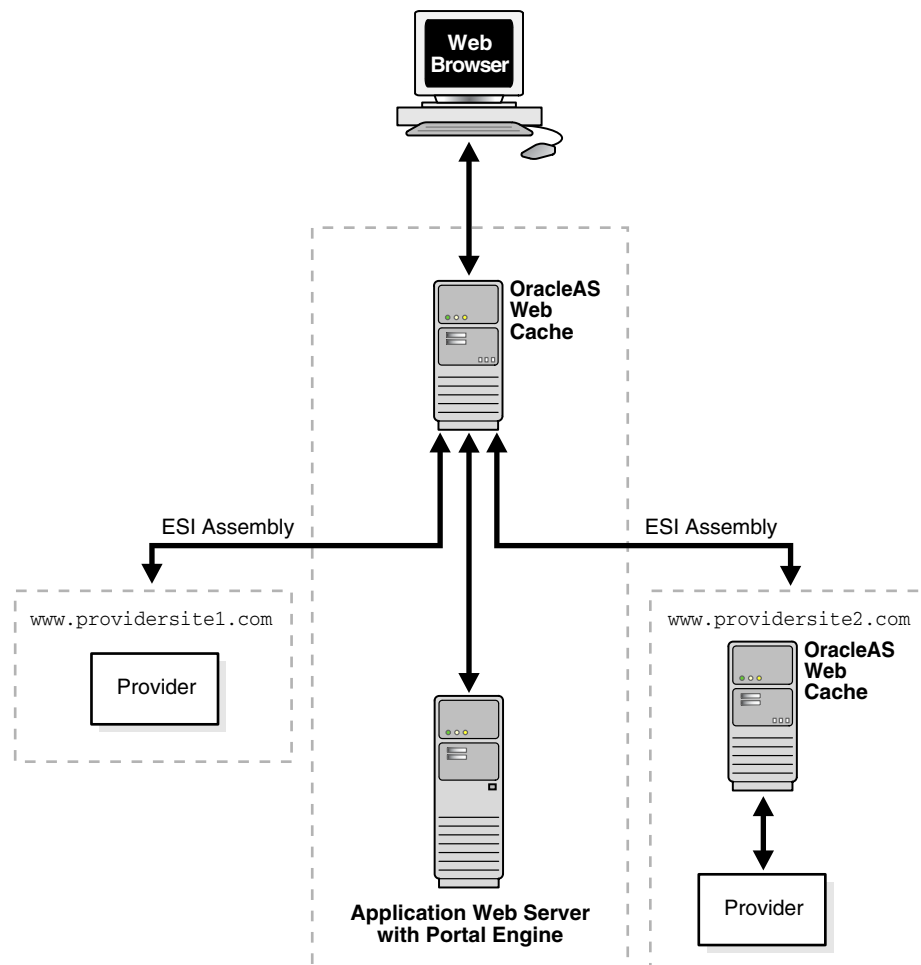 Web
Browser
OracleAS
Web
Cache
ESI Assembly
ESI Assembly
www.providersite1.com
Provider
www.providersite2.com
OracleAS
Web
Cache
Provider
Application Web Server
with Portal Engine